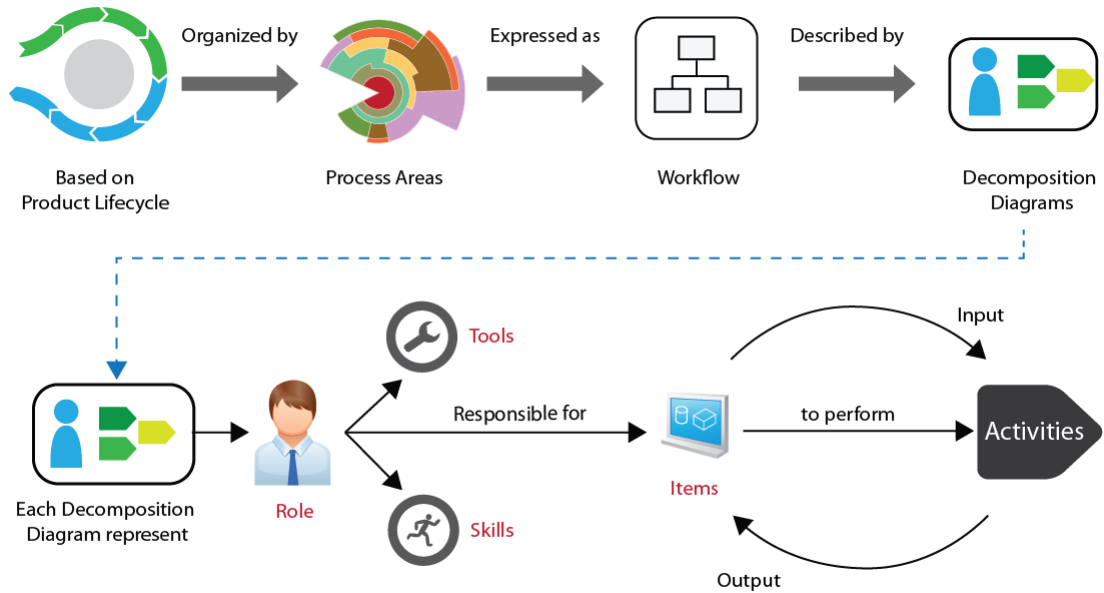 Organized by
Expressed as
Described by
Based on
Product Lifecycle
Process Areas
Workflow
Decomposition
Diagrams
Input
Tools
Responsible for
to perform
Activities
Items
Each Decomposition
Diagram represent
Role
Skills
Output